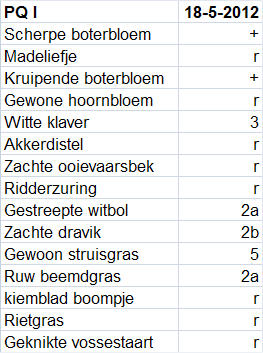 PQ I 18-5-2012
Scherpe boterbloem +
Madeliefje r
Kruipende boterbloem +
Gewone hoornbloem r
Witte klaver 3
Akkerdistel r
Zachte ooievaarsbek r
Ridderzuring r
Gestreepte witbol 2a
Zachte dravik 2b
Gewoon struisgras 5
Ruw beemdgras 2a
kiemblad boompje r
Rietgras r
Geknikte vossestaart r